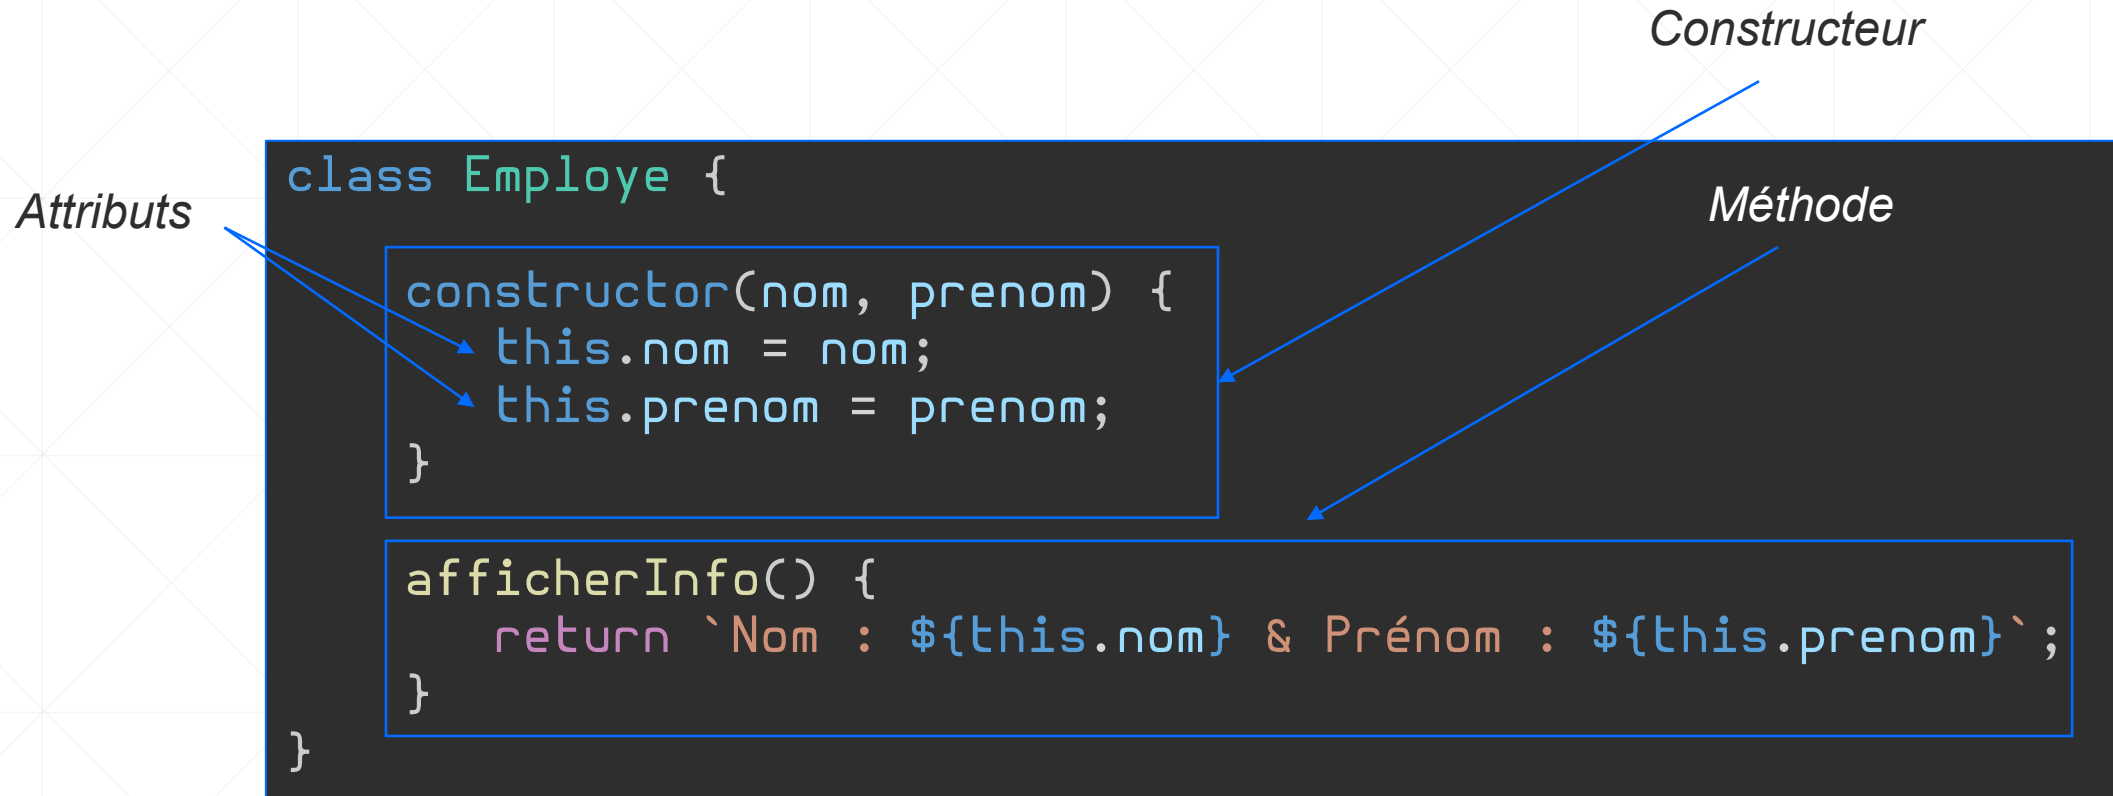 Constructeur
Attributs
Méthode
class Employe {
constructor(nom, prenom) {
this.nom = nom;
this.prenom = prenom;
}
afficherInfo() {
return `Nom : ${this.nom} & Prénom : ${this.prenom}`;
}
}